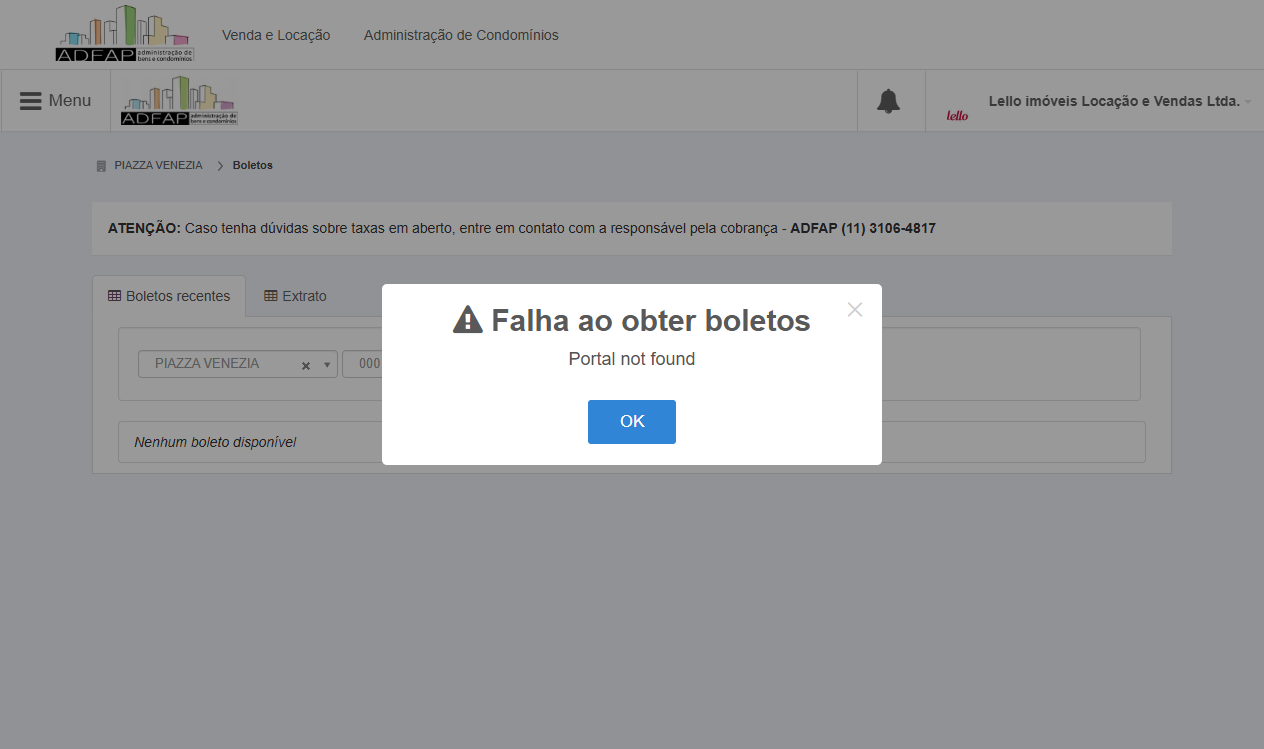 ADFAP administração de bens e condomínios
Venda e Locação
Administração de Condomínios
Menu
ADFAP administração de bens e condomínios
lello
Lello imóveis Locação e Vendas Ltda.
PIAZZA VENEZIA > Boletos
ATENÇÃO: Caso tenha dúvidas sobre taxas em aberto, entre em contato com a responsável pela cobrança - ADFAP (11) 3106-4817
Boletos recentes
Extrato
Falha ao obter boletos
Portal not found
OK
PIAZZA VENEZIA
000
Nenhum boleto disponível